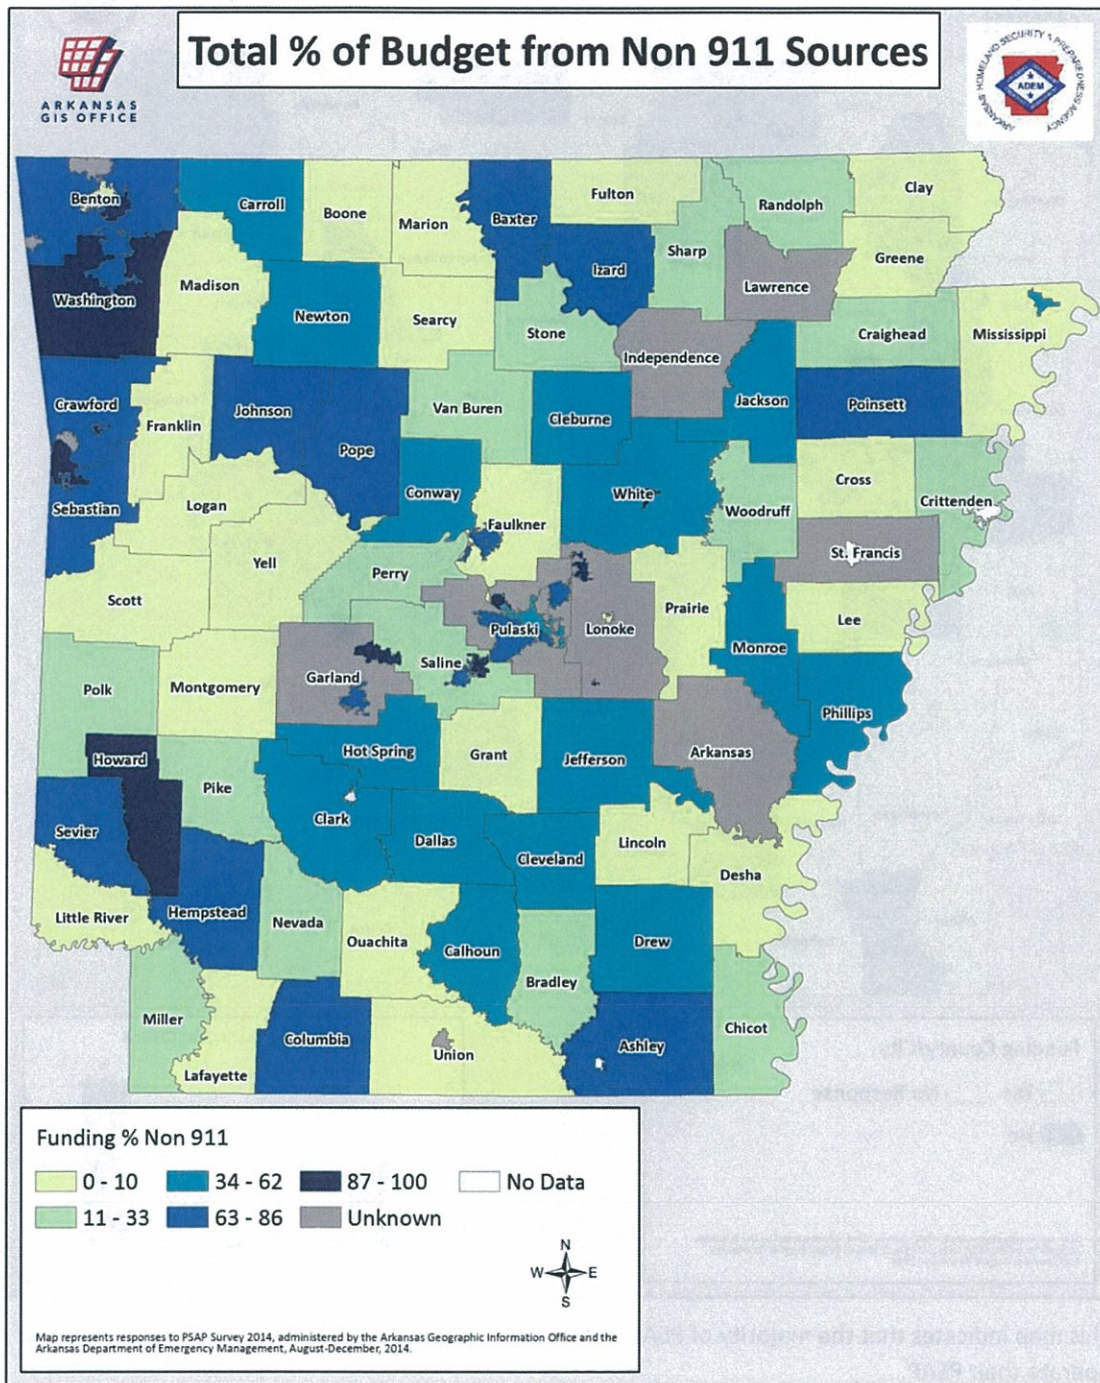 Total % of Budget from Non 911 Sources
ARKANSAS
GIS OFFICE
ARKANSAS HOMELAND SECURITY & PREPAREDNESS AGENCY
ADEM
Benton
Carroll
Boone
Marion
Baxter
Fulton
Randolph
Clay
Sharp
Greene
Izard
Lawrence
Washington
Madison
Newton
Searcy
Stone
Craighead
Mississippi
Independence
Crawford
Franklin
Johnson
Pope
Van Buren
Cleburne
Jackson
Poinsett
Conway
White
Cross
Crittenden
Sebastian
Logan
Faulkner
Woodruff
Yell
Perry
St. Francis
Scott
Prairie
Lee
Pulaski
Lonoke
Monroe
Saline
Garland
Polk
Montgomery
Phillips
Howard
Hot Spring
Grant
Jefferson
Arkansas
Pike
Clark
Sevier
Dallas
Cleveland
Lincoln
Desha
Little River
Hempstead
Nevada
Ouachita
Calhoun
Drew
Bradley
Miller
Columbia
Union
Ashley
Chicot
Lafayette
Funding % Non 911
0 - 10
34 - 62
87 - 100
No Data
11 - 33
63 - 86
Unknown
N
W
E
S
Map represents responses to PSAP Survey 2014, administered by the Arkansas Geographic Information Office and the
Arkansas Department of Emergency Management, August-December, 2014.